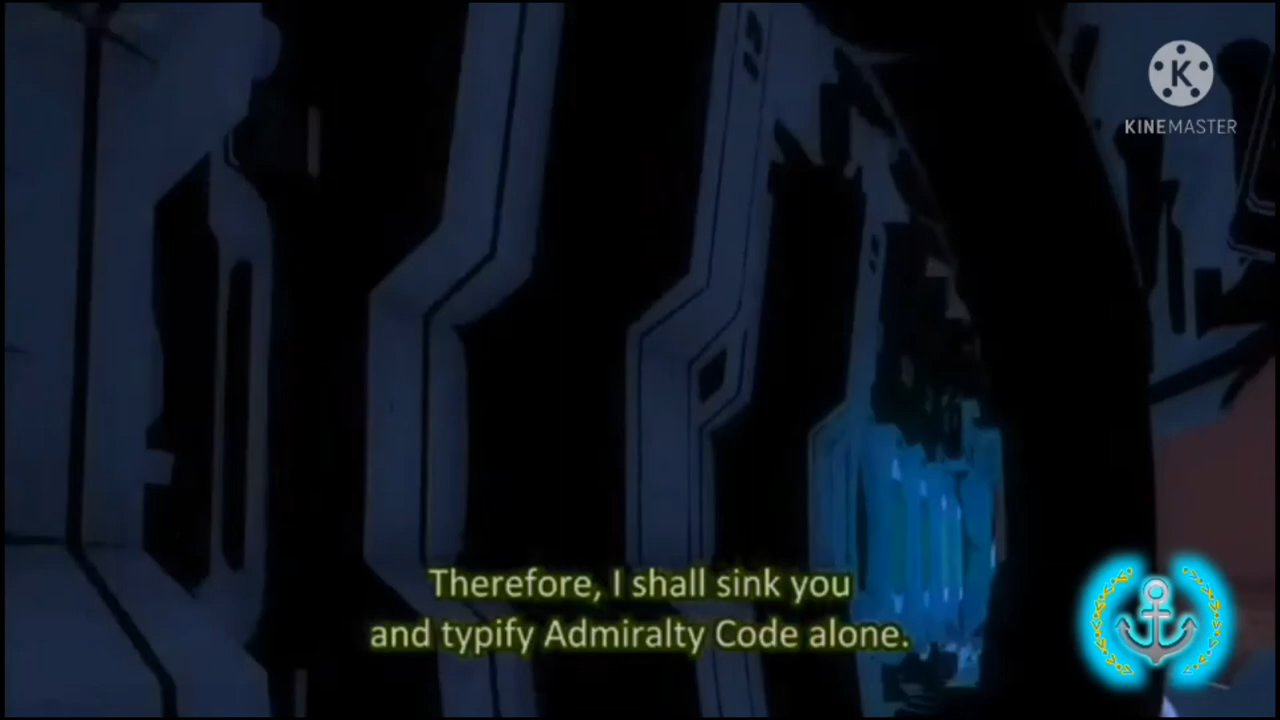 K
KINEMASTER
Therefore, I shall sink you
and typify Admiralty Code alone.